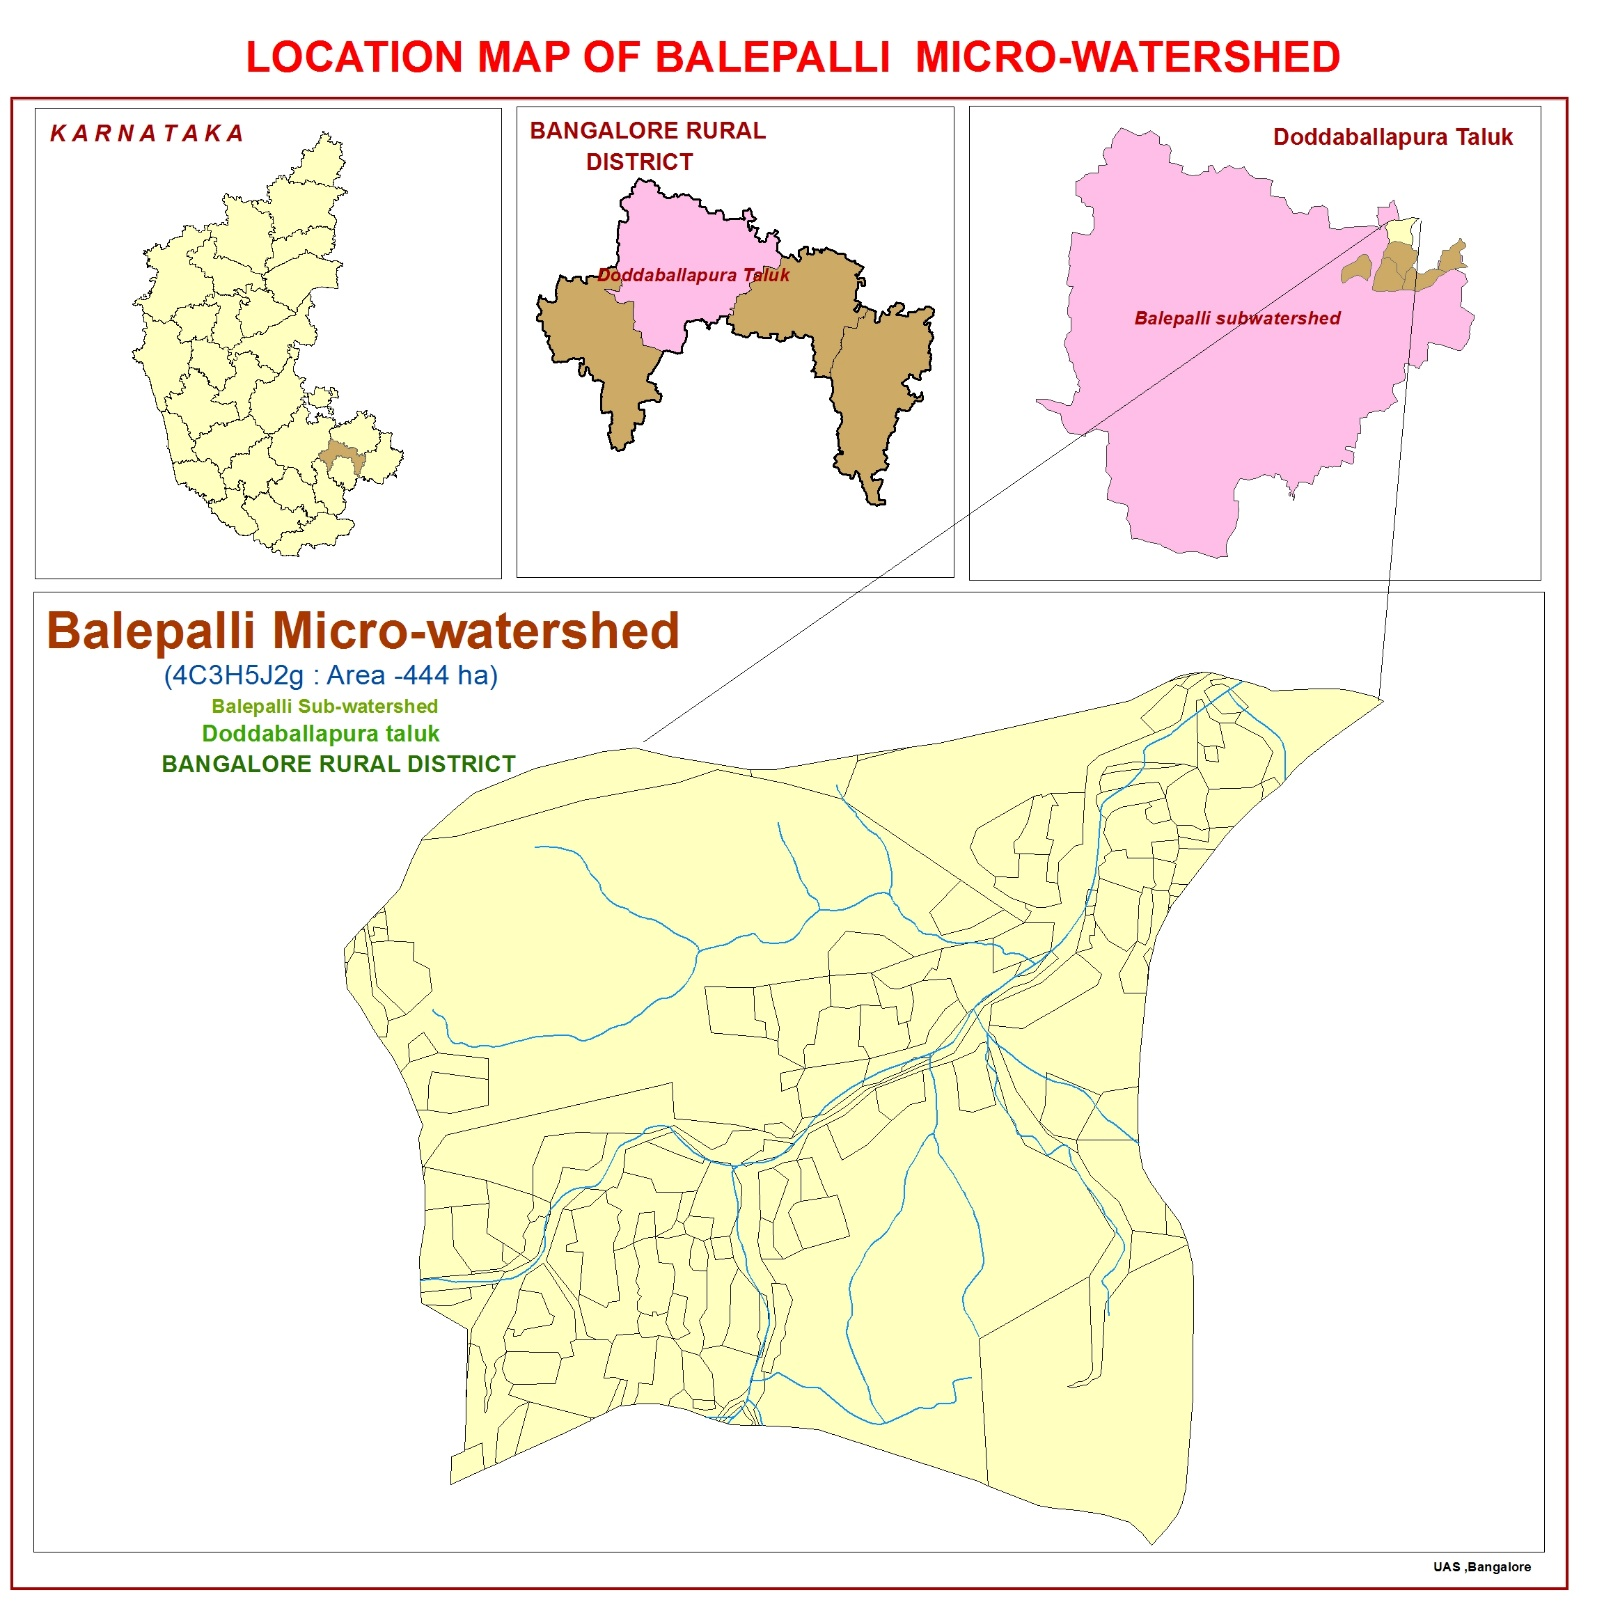 LOCATION MAP OF BALEPALLI MICRO-WATERSHED
KARNATAKA
BANGALORE RURAL
DISTRICT
Doddaballapura Taluk
Doddaballapura Taluk
Balepalli subwatershed
Balepalli Micro-watershed
(4C3H5J2g : Area -444 ha)
Balepalli Sub-watershed
Doddaballapura taluk
BANGALORE RURAL DISTRICT
UAS ,Bangalore